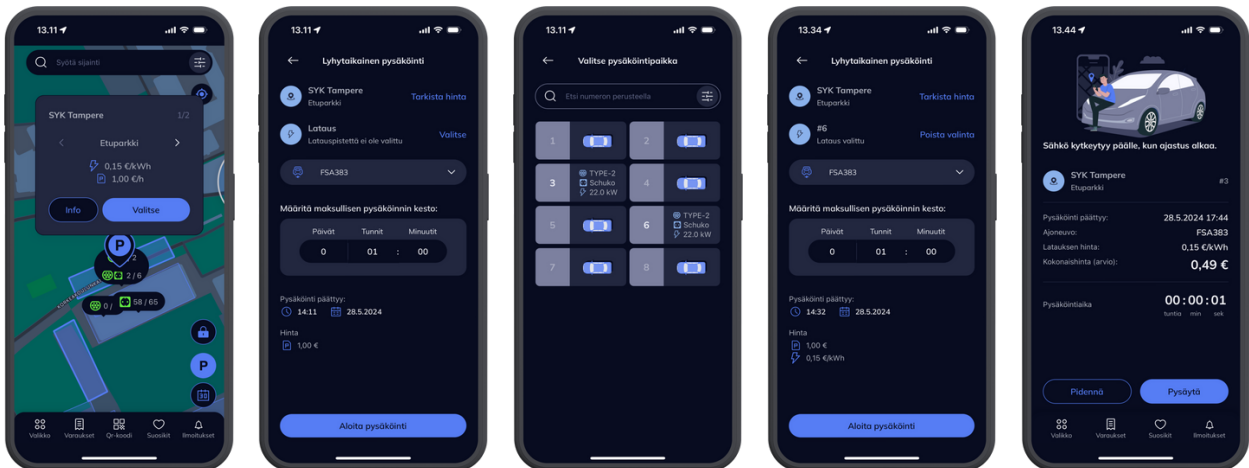 13.11
Syötä sijainti
SYK Tampere
1/2
Etuparkki
0,15 €/kWh
1,00 €/h
Info
Valitse
P
/2
2 / 6
0 /
58 / 65
P
30
Valikko
Varaukset
Qr-koodi
Suosikit
Ilmoitukset
13.11
Lyhytaikainen pysäköinti
SYK Tampere
Etuparkki
Tarkista hinta
Lataus
Latauspistettä ei ole valittu
Valitse
FSA383
Määritä maksullisen pysäköinnin kesto:
Päivät Tunnit Minuutit
0 01 : 00
Pysäköinti päättyy:
14:11 28.5.2024
Hinta
P 1,00 €
Aloita pysäköinti
13.11
Valitse pysäköintipaikka
Etsi numeron perusteella
1
2
3
TYPE-2
Schuko
22.0 kW
4
5
6
TYPE-2
Schuko
22.0 kW
7
8
13.34
Lyhytaikainen pysäköinti
SYK Tampere
Etuparkki
Tarkista hinta
#6
Lataus valittu
Poista valinta
FSA383
Määritä maksullisen pysäköinnin kesto:
Päivät Tunnit Minuutit
0 01 : 00
Pysäköinti päättyy:
14:32 28.5.2024
Hinta
P 1,00 €
0,15 €/kWh
Aloita pysäköinti
13.44
Sähkö kytkeytyy päälle, kun ajastus alkaa.
SYK Tampere
Etuparkki
#3
Pysäköinti päättyy: 28.5.2024 17:44
Ajoneuvo: FSA383
Latauksen hinta: 0,15 €/kWh
Kokonaishinta (arvio): 0,49 €
Pysäköintiaika 00:00:01
tuntia min sek
Pidennä
Pysäytä
Valikko
Varaukset
Suosikit
Ilmoitukset